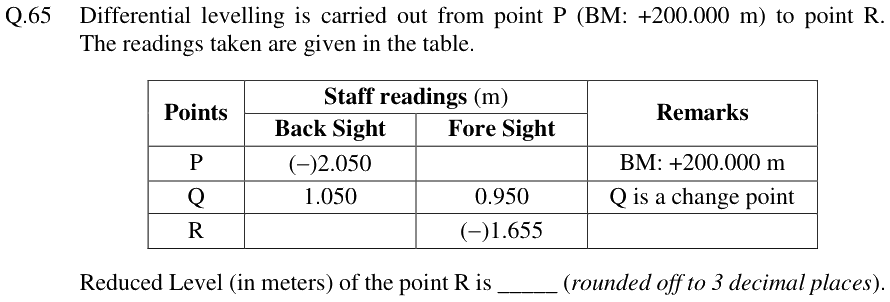 Q.65 Differential levelling is carried out from point P (BM: +200.000 m) to point R.
The readings taken are given in the table.
Points Staff readings (m) Remarks
Back Sight Fore Sight
P (−)2.050 BM: +200.000 m
Q 1.050 0.950 Q is a change point
R (−)1.655
Reduced Level (in meters) of the point R is _____ (rounded off to 3 decimal places).